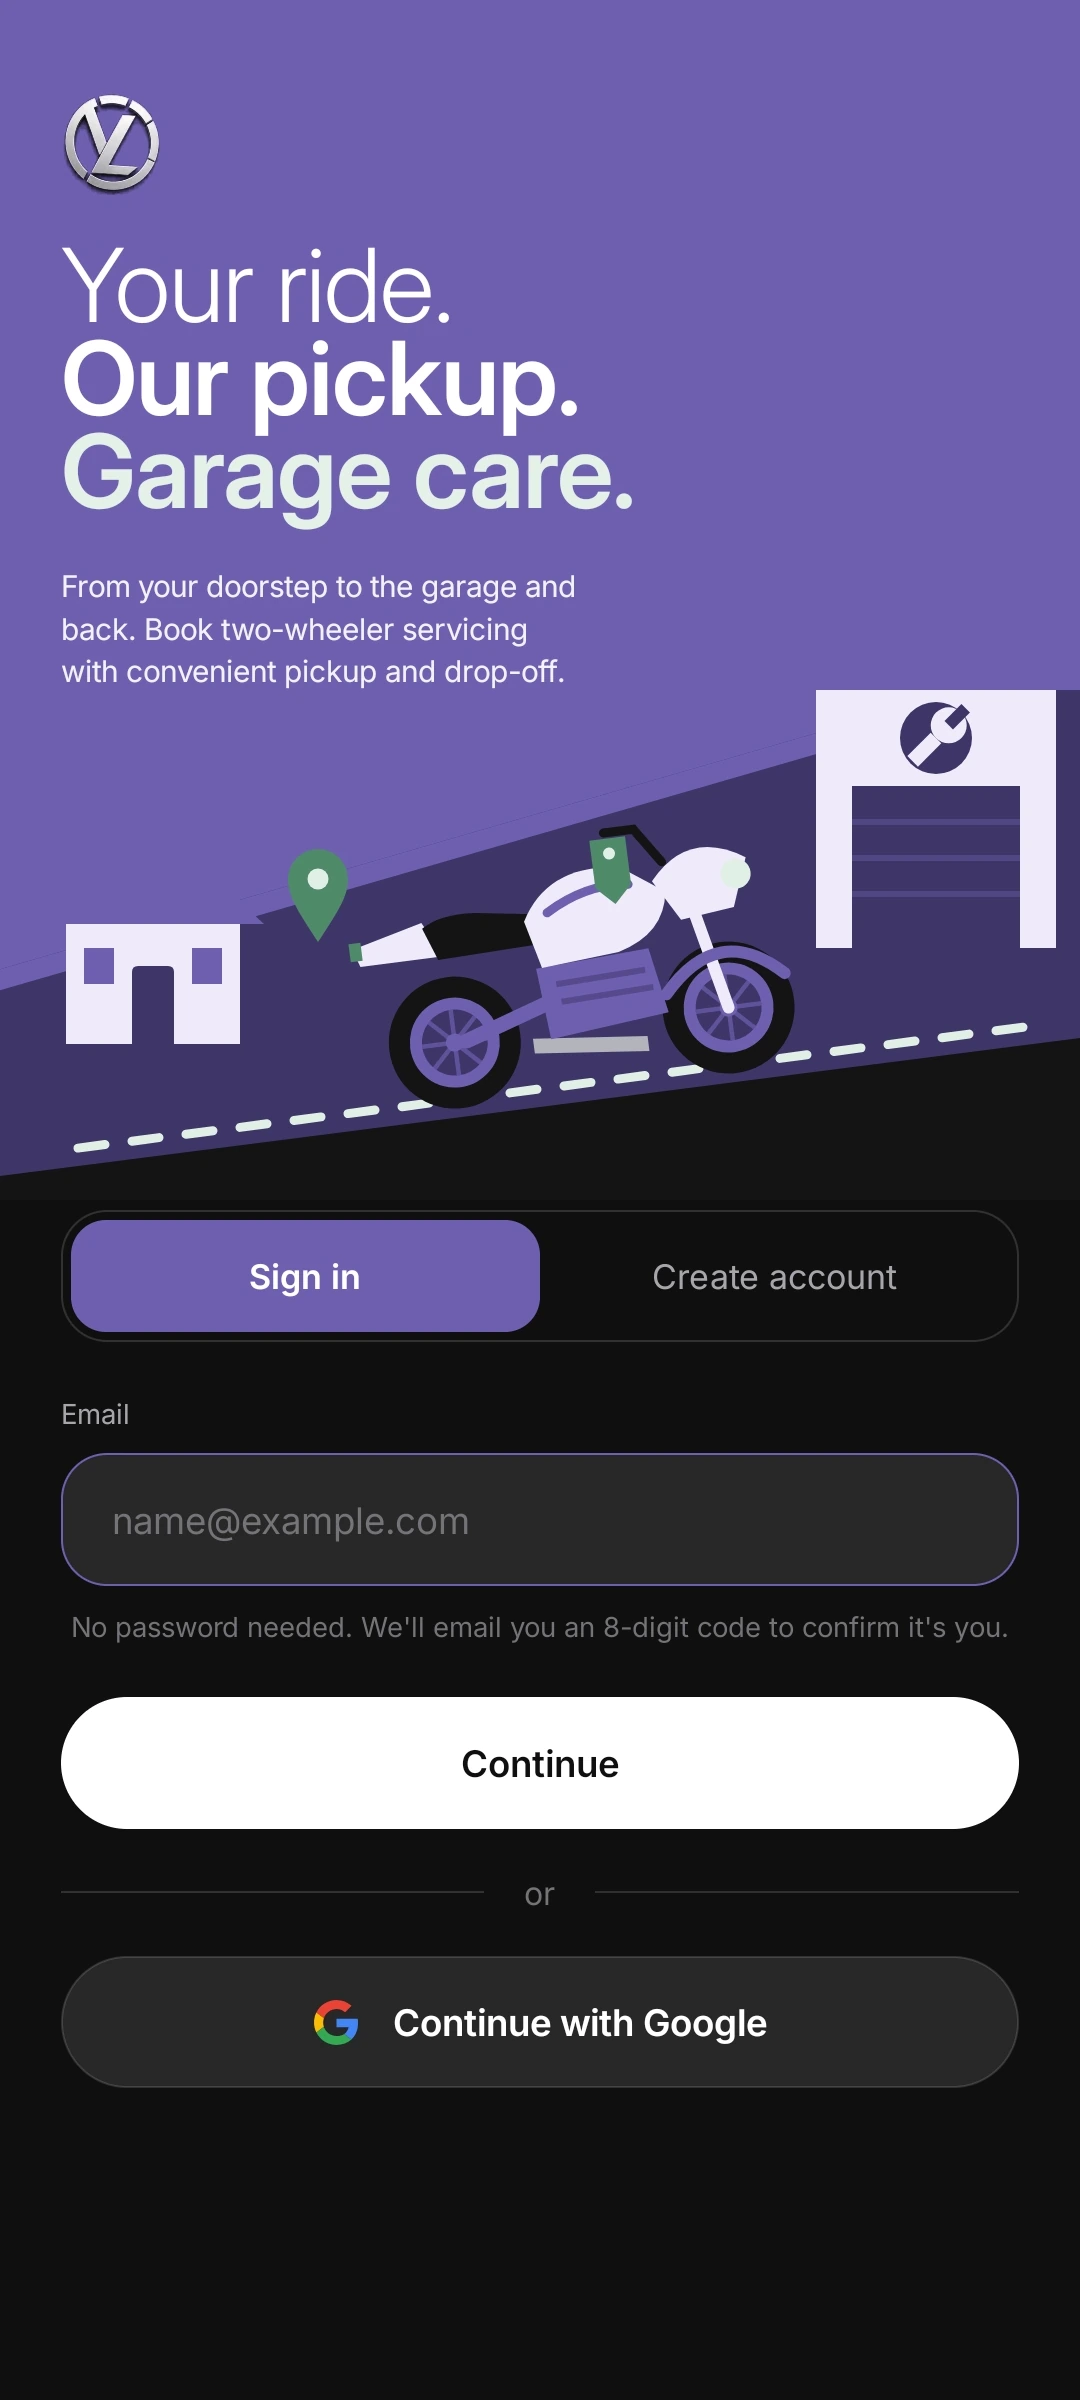 Your ride.
Our pickup.
Garage care.
From your doorstep to the garage and
back. Book two-wheeler servicing
with convenient pickup and drop-off.
Sign in
Create account
Email
name@example.com
No password needed. We'll email you an 8-digit code to confirm it's you.
Continue
or
Continue with Google